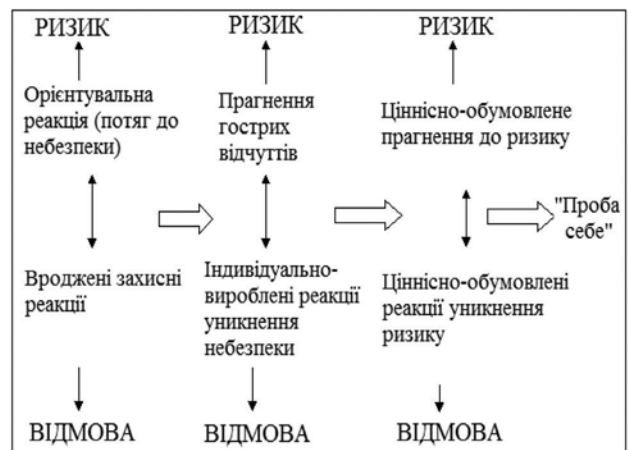 РИЗИК
Орієнтувальна
реакція (потяг до
небезпеки)
Вроджені захисні
реакції
ВІДМОВА
РИЗИК
Прагнення
гострих
відчуттів
Індивідуально-
вироблені реакції
уникнення
небезпеки
ВІДМОВА
РИЗИК
Ціннісно-обумовлене
прагнення до ризику
Ціннісно-обумовлені
реакції уникнення
ризику
ВІДМОВА
"Проба
себе"